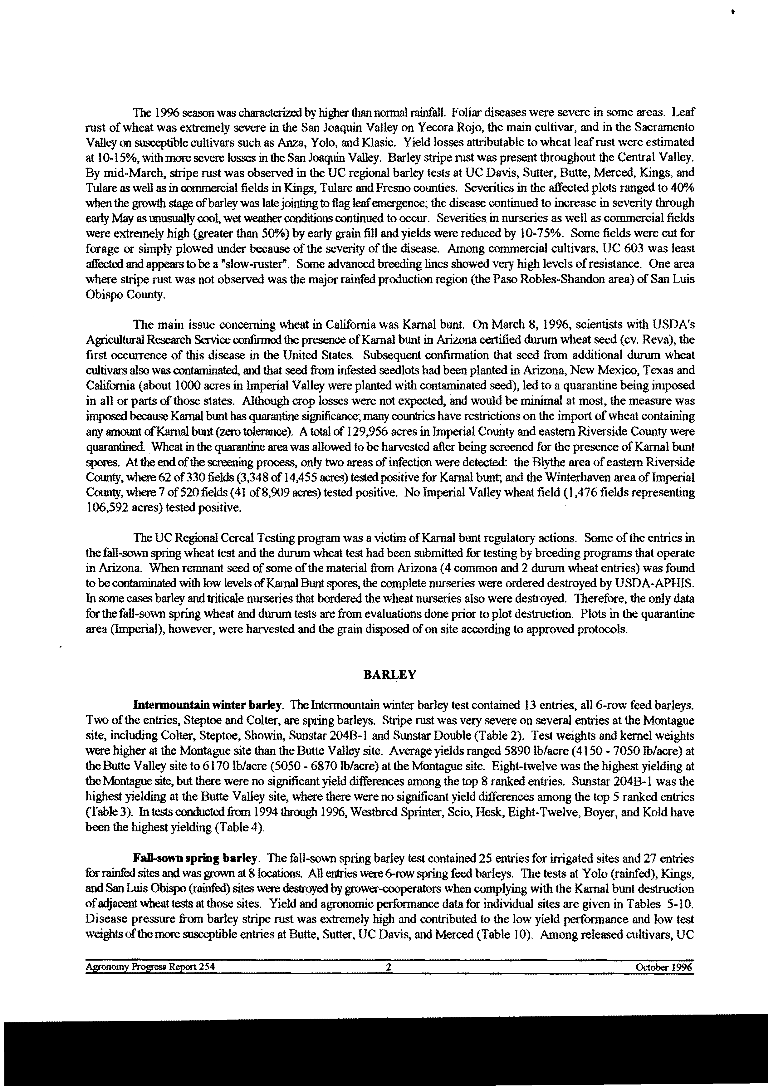 The 1996 season was characterized by higher than normal rainfall. Foliar diseases were severe in some areas. Leaf
rust of wheat was extremely severe in the San Joaquin Valley on Yecora Rojo, the main cultivar, and in the Sacramento
Valley on susceptible cultivars such as Anza, Yolo, and Klasic. Yield losses attributable to wheat leaf rust were estimated
at 10-15%, with more severe losses in the San Joaquin Valley. Barley stripe rust was present throughout the Central Valley.
By mid-March, stripe rust was observed in the UC regional barley tests at UC Davis, Sutter, Butte, Merced, Kings, and
Tulare as well as in commercial fields in Kings, Tulare and Fresno counties. Severities in the affected plots ranged to 40%
when the growth stage of barley was late jointing to flag leaf emergence; the disease continued to increase in severity through
early May as unusually cool, wet weather conditions continued to occur. Severities in nurseries as well as commercial fields
were extremely high (greater than 50%) by early grain fill and yields were reduced by 10-75%. Some fields were cut for
forage or simply plowed under because of the severity of the disease. Among commercial cultivars, UC 603 was least
affected and appears to be a "slow-ruster". Some advanced breeding lines showed very high levels of resistance. One area
where stripe rust was not observed was the major rainfed production region (the Paso Robles-Shandon area) of San Luis
Obispo County.
The main issue concerning wheat in California was Karnal bunt. On March 8, 1996, scientists with USDA's
Agricultural Research Service confirmed the presence of Karnal bunt in Arizona certified durum wheat seed (cv. Reva), the
first occurrence of this disease in the United States. Subsequent confirmation that seed from additional durum wheat
cultivars also was contaminated, and that seed from infested seedlots had been planted in Arizona, New Mexico, Texas and
California (about 1000 acres in Imperial Valley were planted with contaminated seed), led to a quarantine being imposed
in all or parts of those states. Although crop losses were not expected, and would be minimal at most, the measure was
imposed because Karnal bunt has quarantine significance; many countries have restrictions on the import of wheat containing
any amount of Karnal bunt (zero tolerance). A total of 129,956 acres in Imperial County and eastern Riverside County were
quarantined. Wheat in the quarantine area was allowed to be harvested after being screened for the presence of Karnal bunt
spores. At the end of the screening process, only two areas of infection were detected: the Blythe area of eastern Riverside
County, where 62 of 330 fields (3,348 of 14,455 acres) tested positive for Karnal bunt; and the Winterhaven area of Imperial
County, where 7 of 520 fields (41 of 8,909 acres) tested positive. No Imperial Valley wheat field (1,476 fields representing
106,592 acres) tested positive.
The UC Regional Cereal Testing program was a victim of Karnal bunt regulatory actions. Some of the entries in
the fall-sown spring wheat test and the durum wheat test had been submitted for testing by breeding programs that operate
in Arizona. When remnant seed of some of the material from Arizona (4 common and 2 durum wheat entries) was found
to be contaminated with low levels of Karnal Bunt spores, the complete nurseries were ordered destroyed by USDA-APHIS.
In some cases barley and triticale nurseries that bordered the wheat nurseries also were destroyed. Therefore, the only data
for the fall-sown spring wheat and durum tests are from evaluations done prior to plot destruction. Plots in the quarantine
area (Imperial), however, were harvested and the grain disposed of on site according to approved protocols.
BARLEY
Intermountain winter barley. The Intermountain winter barley test contained 13 entries, all 6-row feed barleys.
Two of the entries, Steptoe and Colter, are spring barleys. Stripe rust was very severe on several entries at the Montague
site, including Colter, Steptoe, Showin, Sunstar 204B-1 and Sunstar Double (Table 2). Test weights and kernel weights
were higher at the Montague site than the Butte Valley site. Average yields ranged 5890 lb/acre (4150 - 7050 lb/acre) at
the Butte Valley site to 6170 lb/acre (5050 - 6870 lb/acre) at the Montague site. Eight-twelve was the highest yielding at
the Montague site, but there were no significant yield differences among the top 8 ranked entries. Sunstar 204B-1 was the
highest yielding at the Butte Valley site, where there were no significant yield differences among the top 5 ranked entries
(Table 3). In tests conducted from 1994 through 1996, Westbred Sprinter, Scio, Hesk, Eight-Twelve, Boyer, and Kold have
been the highest yielding (Table 4).
Fall-sown spring barley. The fall-sown spring barley test contained 25 entries for irrigated sites and 27 entries
for rainfed sites and was grown at 8 locations. All entries were 6-row spring feed barleys. The tests at Yolo (rainfed), Kings,
and San Luis Obispo (rainfed) sites were destroyed by grower-cooperators when complying with the Karnal bunt destruction
of adjacent wheat tests at those sites. Yield and agronomic performance data for individual sites are given in Tables 5-10.
Disease pressure from barley stripe rust was extremely high and contributed to the low yield performance and low test
weights of the more susceptible entries at Butte, Sutter, UC Davis, and Merced (Table 10). Among released cultivars, UC
Agronomy Progress Report 254 2 October 1996